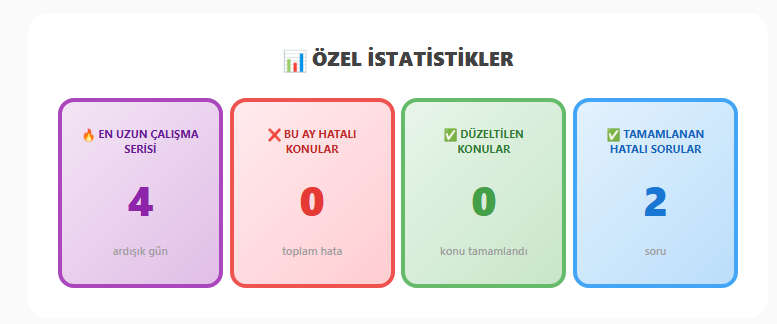 📊 ÖZEL İSTATİSTİKLER
🔥 EN UZUN ÇALIŞMA
SERİSİ
4
ardışık gün
❌ BU AY HATALI
KONULAR
0
toplam hata
✅ DÜZELTİLEN
KONULAR
0
konu tamamlandı
✅ TAMAMLANAN
HATALI SORULAR
2
soru